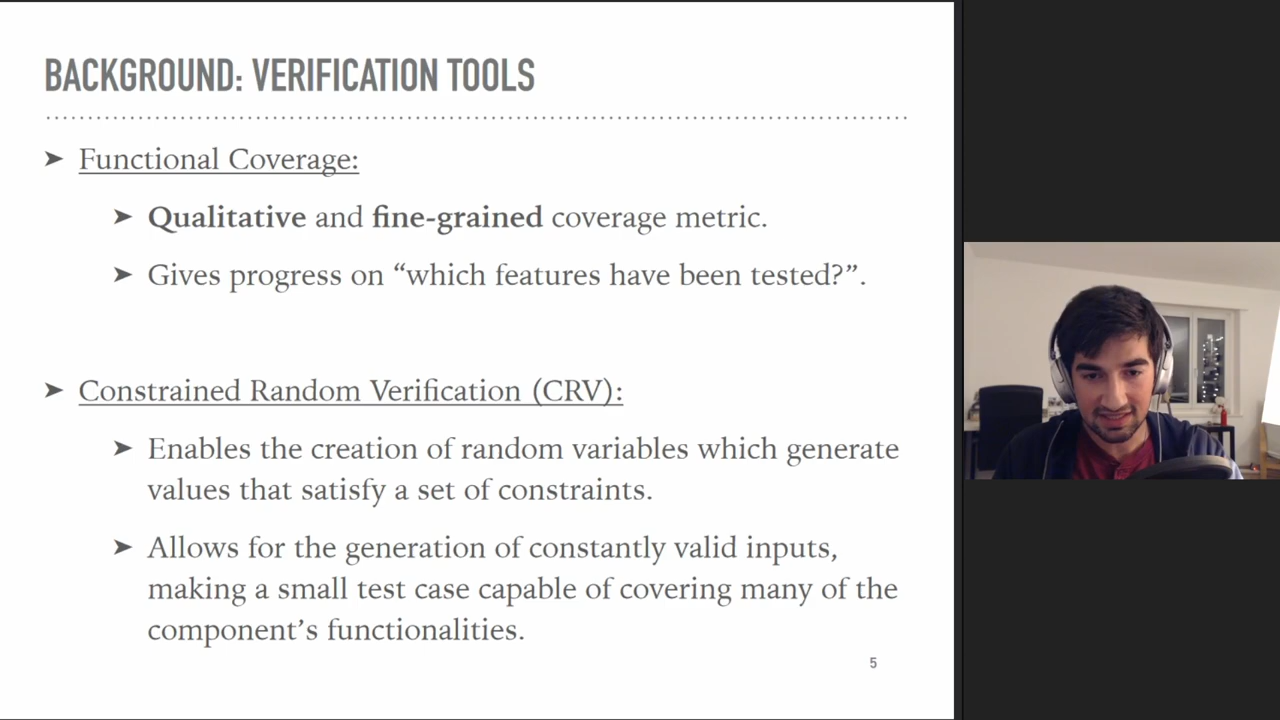 BACKGROUND: VERIFICATION TOOLS
➤ Functional Coverage:
➤ Qualitative and fine-grained coverage metric.
➤ Gives progress on “which features have been tested?”.
➤ Constrained Random Verification (CRV):
➤ Enables the creation of random variables which generate
values that satisfy a set of constraints.
➤ Allows for the generation of constantly valid inputs,
making a small test case capable of covering many of the
component’s functionalities.
5